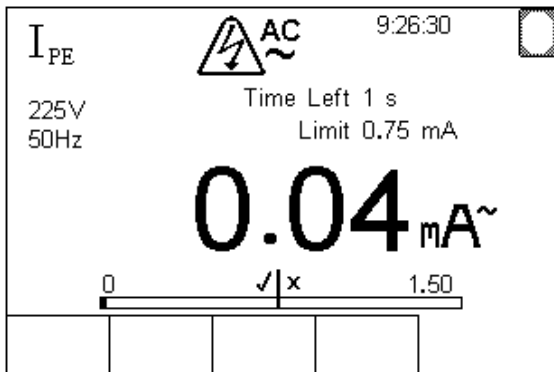 I PE
AC
~
9:26:30
225V
50Hz
Time Left 1 s
Limit 0.75 mA
0.04 mA~
0 ✓ x 1.50